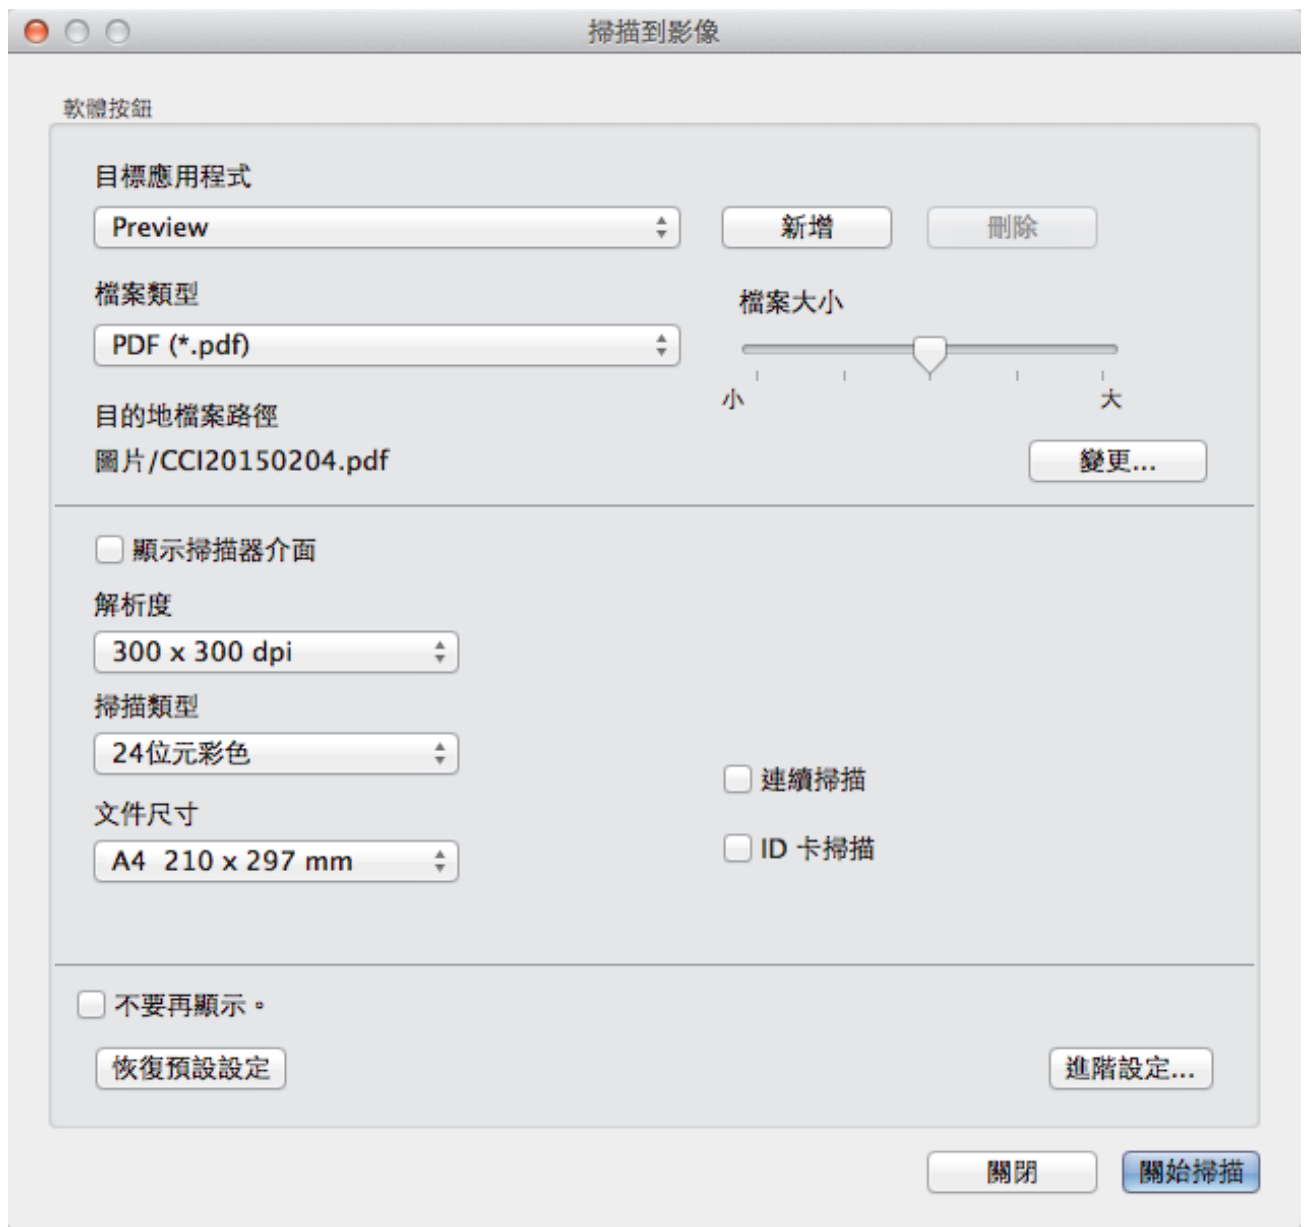 掃描到影像
軟體按鈕
目標應用程式
Preview
新增
刪除
檔案類型
檔案大小
PDF (*.pdf)
小
大
目的地檔案路徑
圖片/CCI20150204.pdf
變更...
顯示掃描器介面
解析度
300 x 300 dpi
掃描類型
24位元彩色
連續掃描
文件尺寸
ID 卡掃描
A4 210 x 297 mm
不要再顯示。
恢復預設設定
進階設定...
關閉
開始掃描